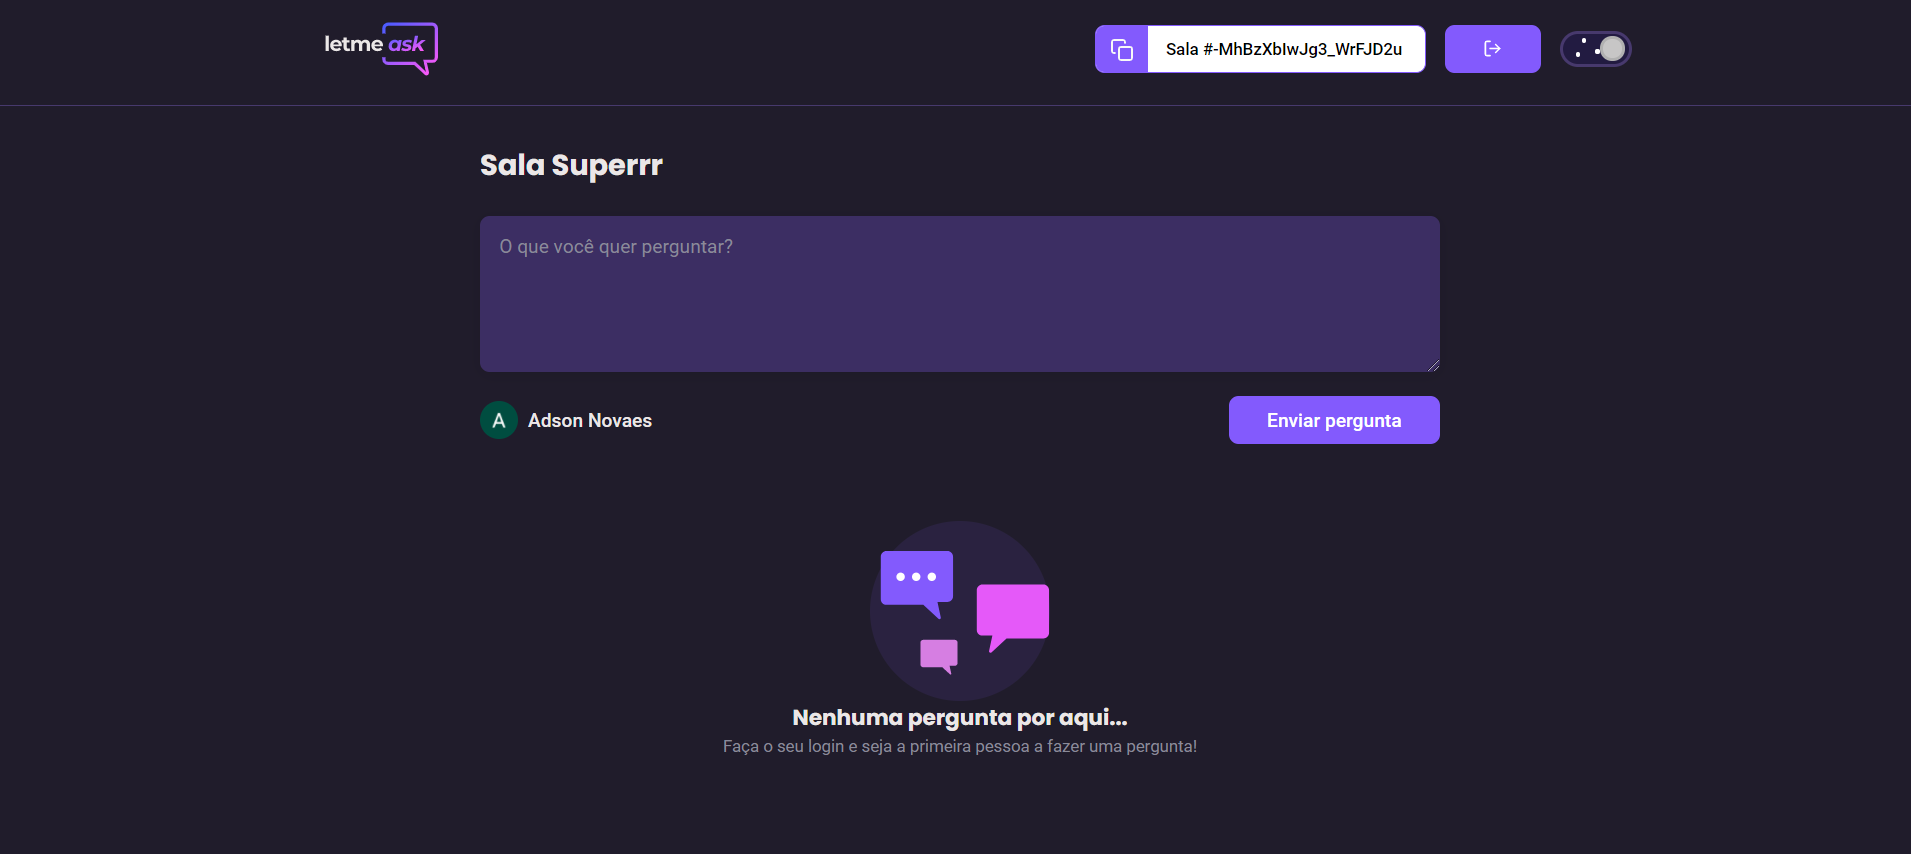 letme ask
Sala #-MhBzXbIwJg3_WrFJD2u
Sala Superrr
O que você quer perguntar?
A
Adson Novaes
Enviar pergunta
Nenhuma pergunta por aqui...
Faça o seu login e seja a primeira pessoa a fazer uma pergunta!